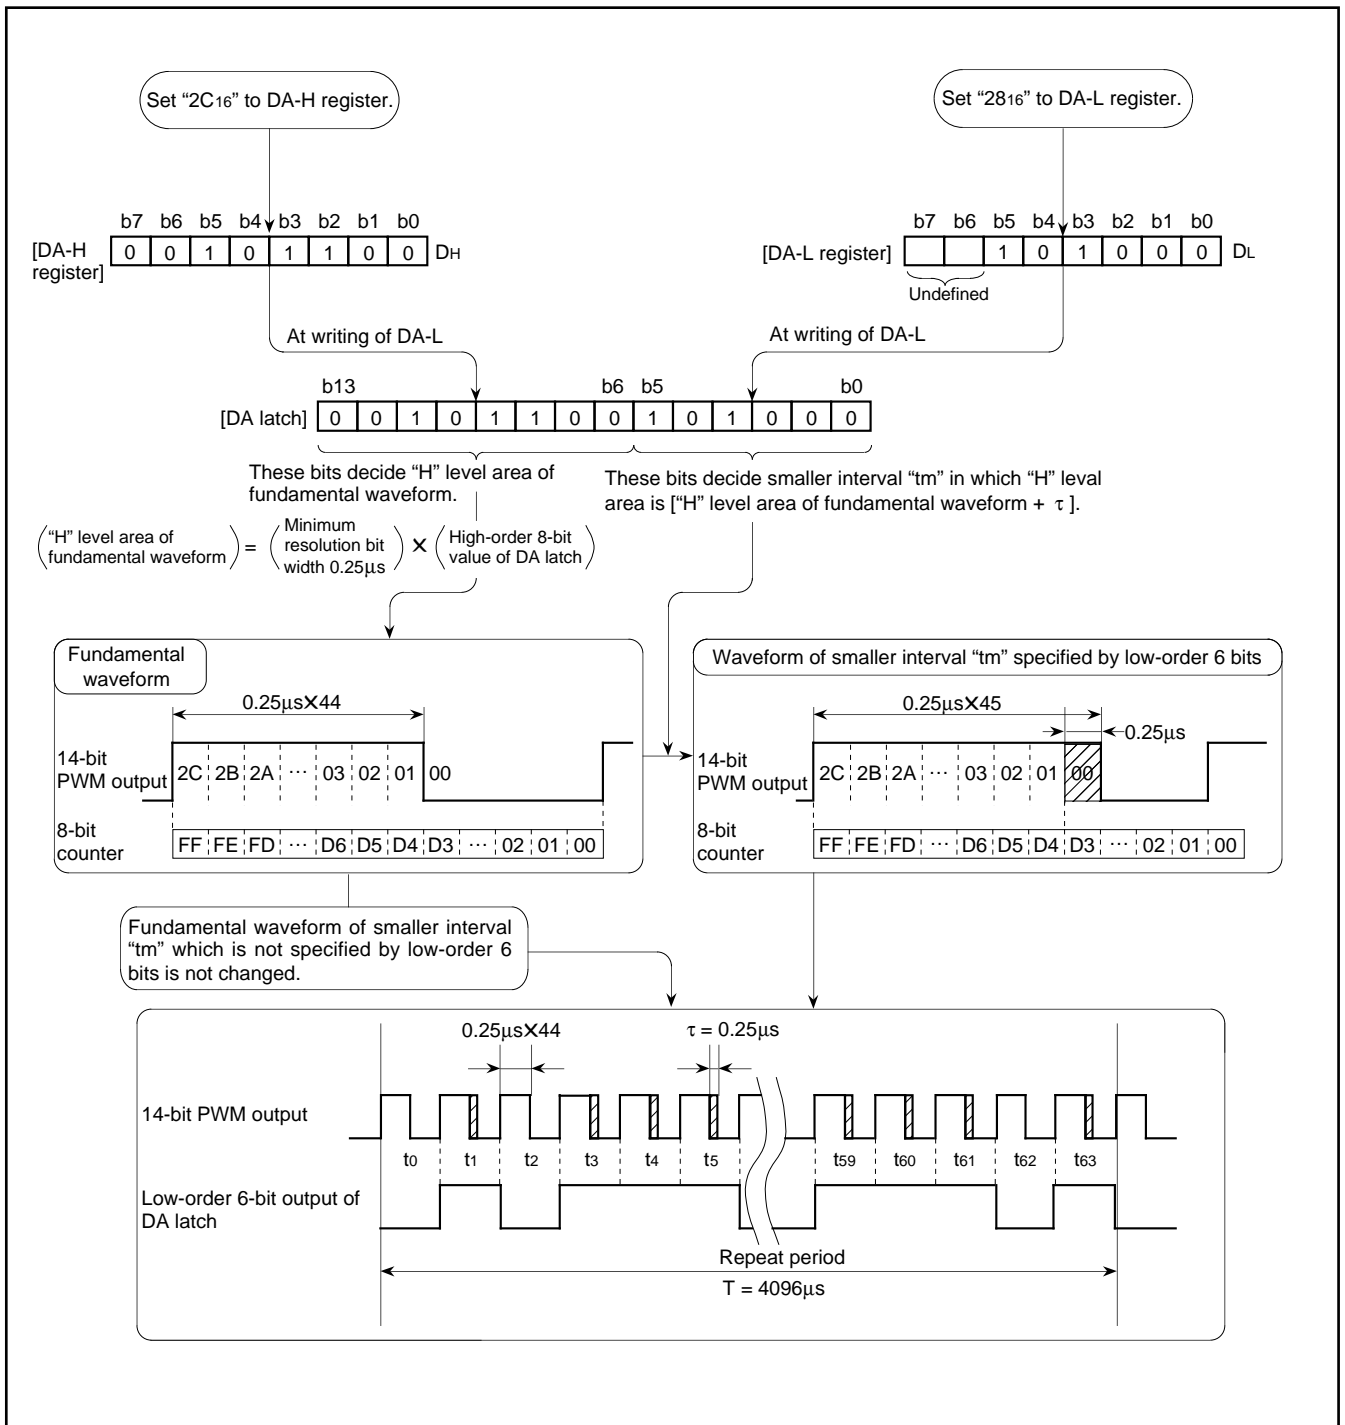 Set “2C16” to DA-H register.
Set “2816” to DA-L register.
b7 b6 b5 b4 b3 b2 b1 b0
[DA-H register] 0 0 1 0 1 1 0 0 DH
b7 b6 b5 b4 b3 b2 b1 b0
[DA-L register] 1 0 1 0 0 0 DL
Undefined
At writing of DA-L
At writing of DA-L
b13 b6 b5 b0
[DA latch] 0 0 1 0 1 1 0 0 1 0 1 0 0 0
These bits decide “H” level area of
fundamental waveform.
These bits decide smaller interval “tm” in which “H” leval
area is [“H” level area of fundamental waveform + τ ].
“H” level area of
fundamental waveform
=
Minimum
resolution bit
width 0.25µs
×
High-order 8-bit
value of DA latch
Fundamental
waveform
0.25µs×44
14-bit
PWM output
2C 2B 2A ··· 03 02 01 00
8-bit
counter
FF FE FD ··· D6 D5 D4 D3 ··· 02 01 00
Waveform of smaller interval “tm” specified by low-order 6 bits
0.25µs×45
0.25µs
14-bit
PWM output
2C 2B 2A ··· 03 02 01 00
8-bit
counter
FF FE FD ··· D6 D5 D4 D3 ··· 02 01 00
Fundamental waveform of smaller interval
“tm” which is not specified by low-order 6
bits is not changed.
0.25µs×44
τ = 0.25µs
14-bit PWM output
t0 t1 t2 t3 t4 t5 t59 t60 t61 t62 t63
Low-order 6-bit output of
DA latch
Repeat period
T = 4096µs